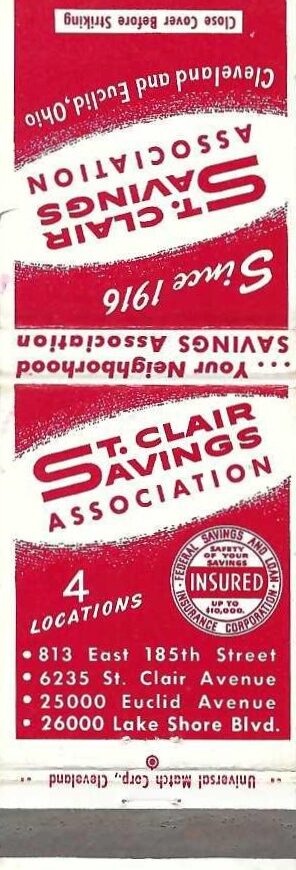 Close Cover Before Striking
Since 1916
ST. CLAIR
SAVINGS
ASSOCIATION
Cleveland and Euclid, Ohio
... Your Neighborhood
SAVINGS Association
ST. CLAIR
SAVINGS
ASSOCIATION
4
LOCATIONS
FEDERAL SAVINGS AND LOAN
INSURANCE CORPORATION
SAFETY
OF YOUR
SAVINGS
INSURED
UP TO
$10,000.
• 813 East 185th Street
• 6235 St. Clair Avenue
• 25000 Euclid Avenue
• 26000 Lake Shore Blvd.
Universal Match Corp., Cleveland